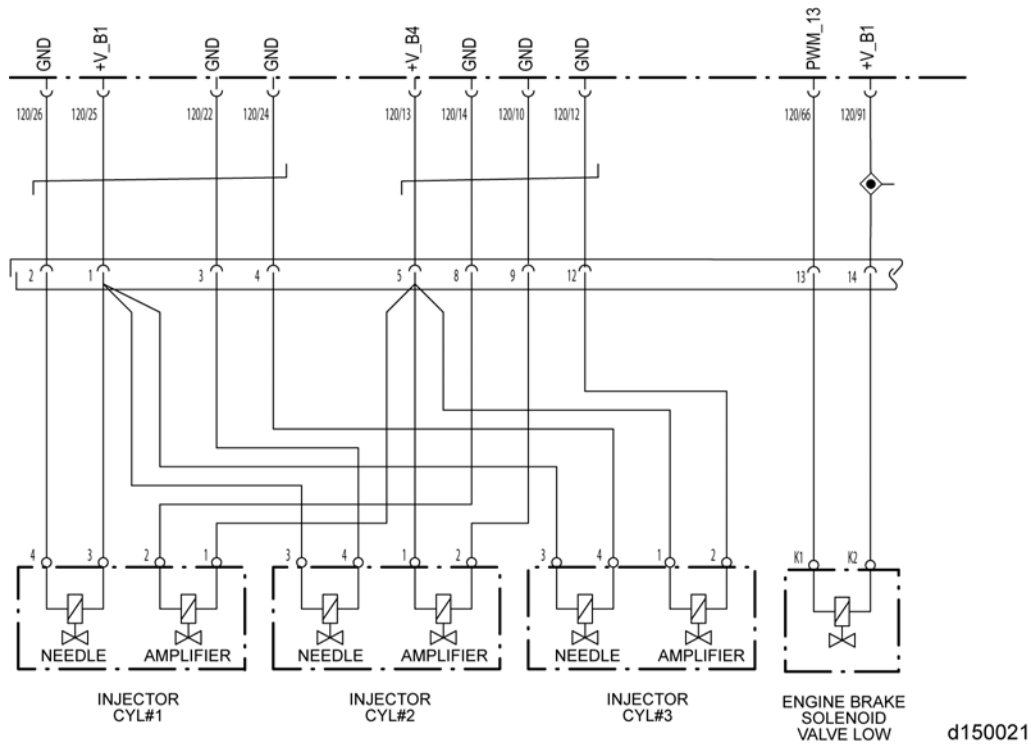 GND +V_B1 GND GND +V_B4 GND GND GND PWM_13 +V_B1
120/26 120/25 120/22 120/24 120/13 120/14 120/10 120/12 120/66 120/91
2 1 3 4 5 8 9 12 13 14
4 3 2 1 3 4 1 2 3 4 1 2 K1 K2
NEEDLE AMPLIFIER NEEDLE AMPLIFIER NEEDLE AMPLIFIER
INJECTOR
CYL#1
INJECTOR
CYL#2
INJECTOR
CYL#3
ENGINE BRAKE
SOLENOID
VALVE LOW
d150021